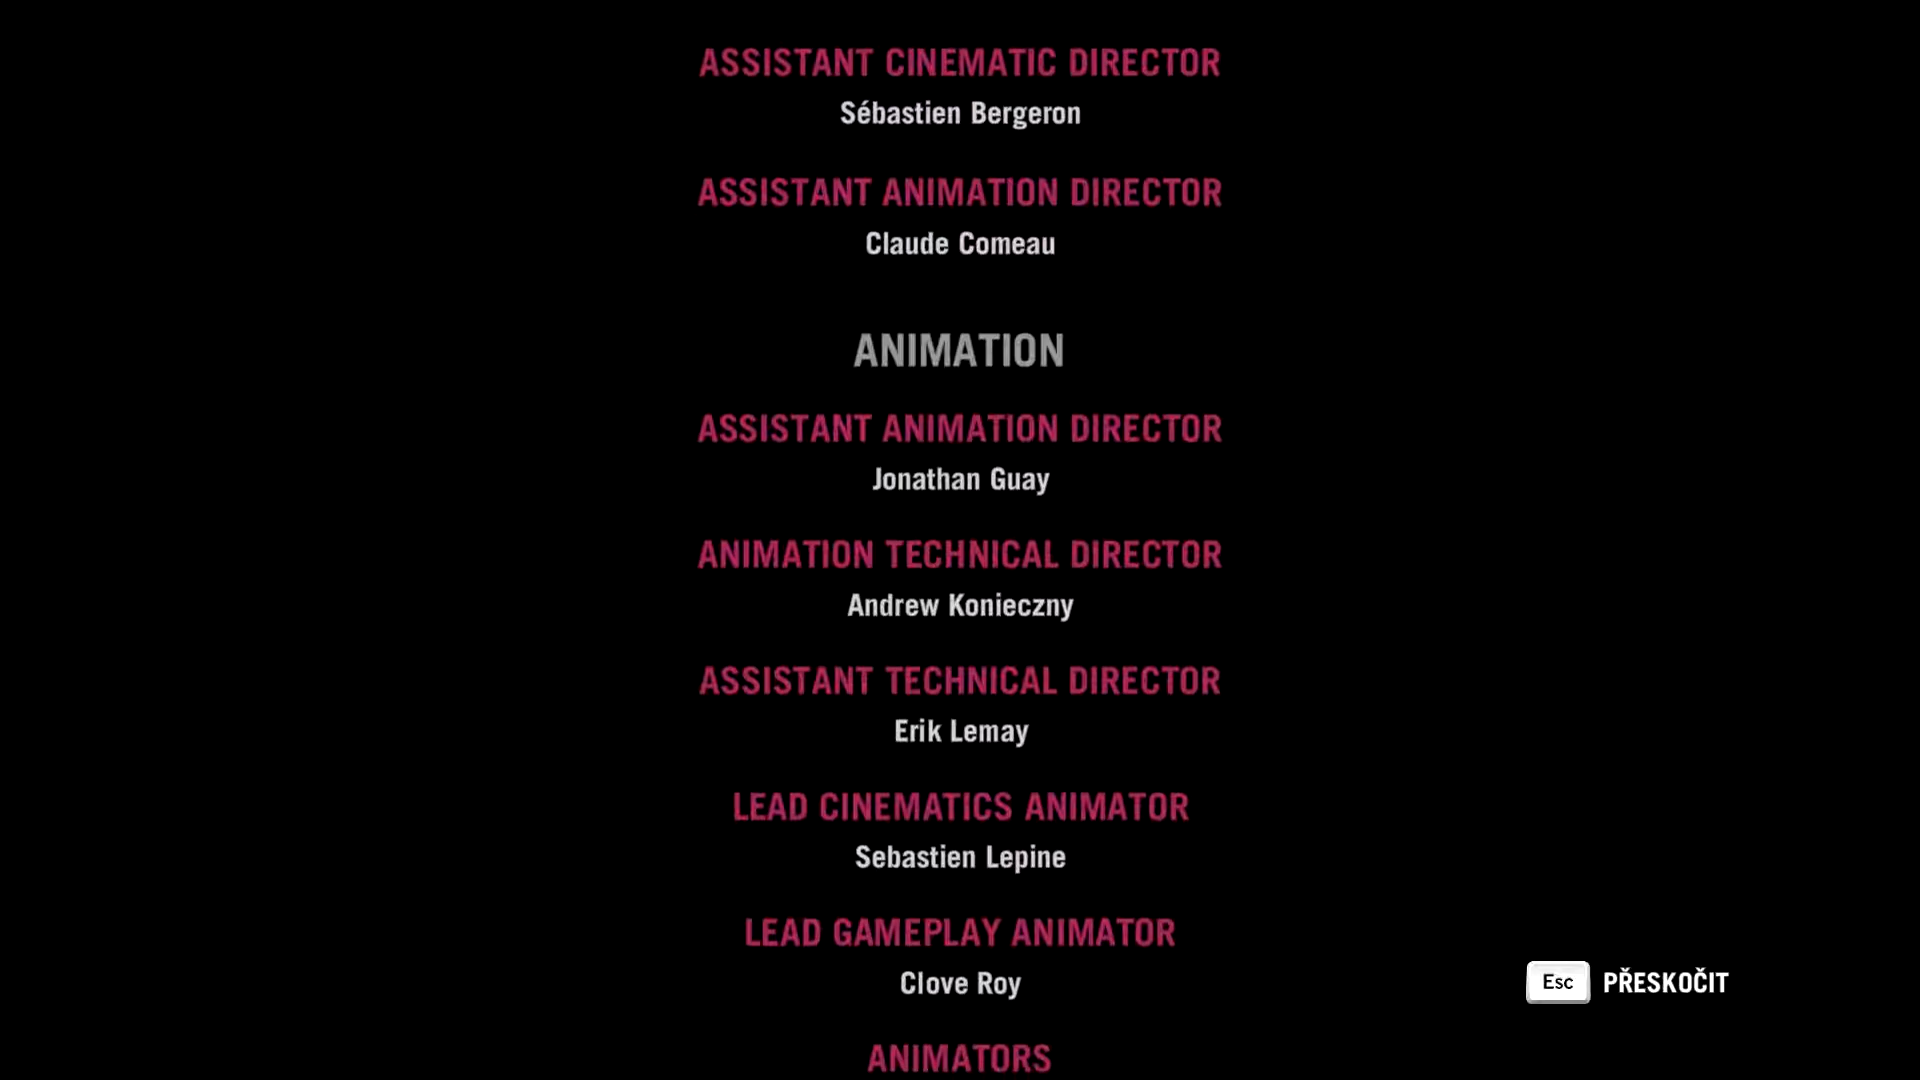 ASSISTANT CINEMATIC DIRECTOR
Sébastien Bergeron
ASSISTANT ANIMATION DIRECTOR
Claude Comeau
ANIMATION
ASSISTANT ANIMATION DIRECTOR
Jonathan Guay
ANIMATION TECHNICAL DIRECTOR
Andrew Konieczny
ASSISTANT TECHNICAL DIRECTOR
Erik Lemay
LEAD CINEMATICS ANIMATOR
Sebastien Lepine
LEAD GAMEPLAY ANIMATOR
Clove Roy
Esc PŘESKOČIT
ANIMATORS